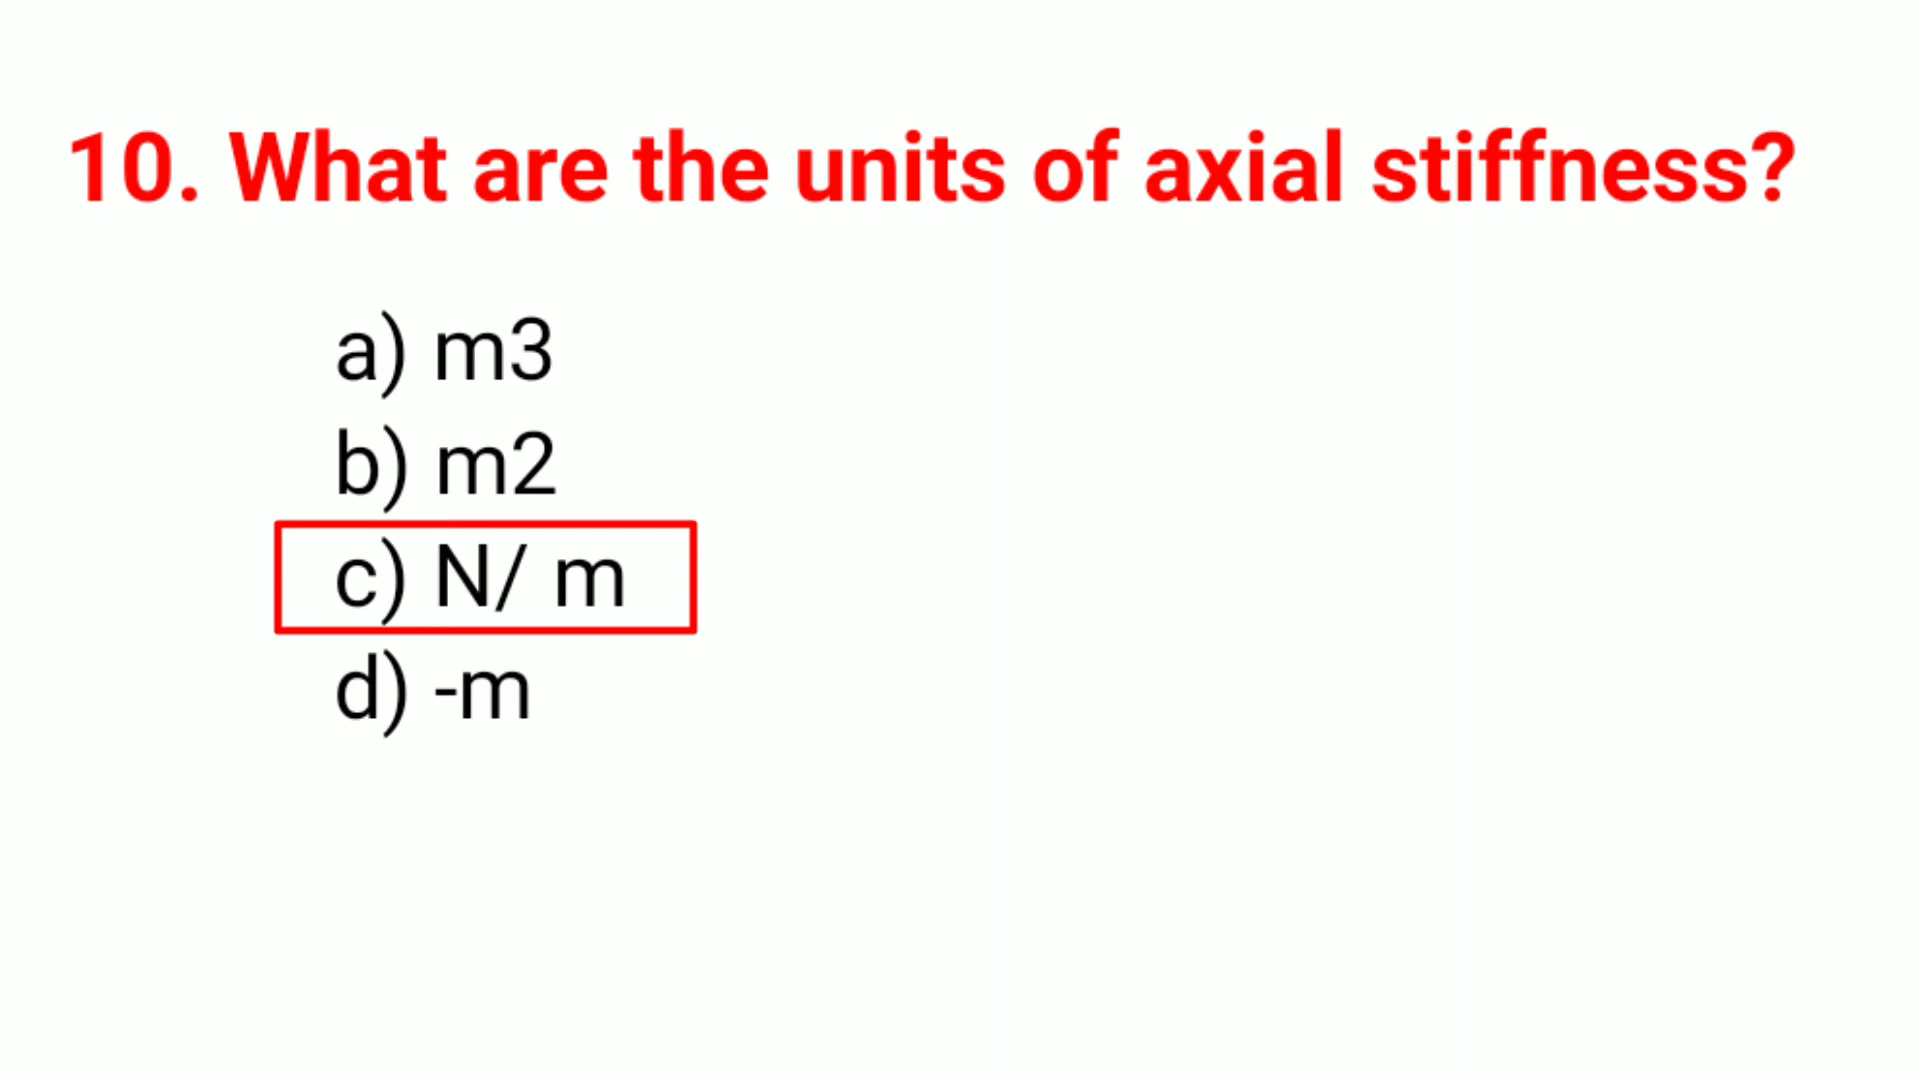 10. What are the units of axial stiffness?
a) m3
b) m2
c) N/ m
d) -m